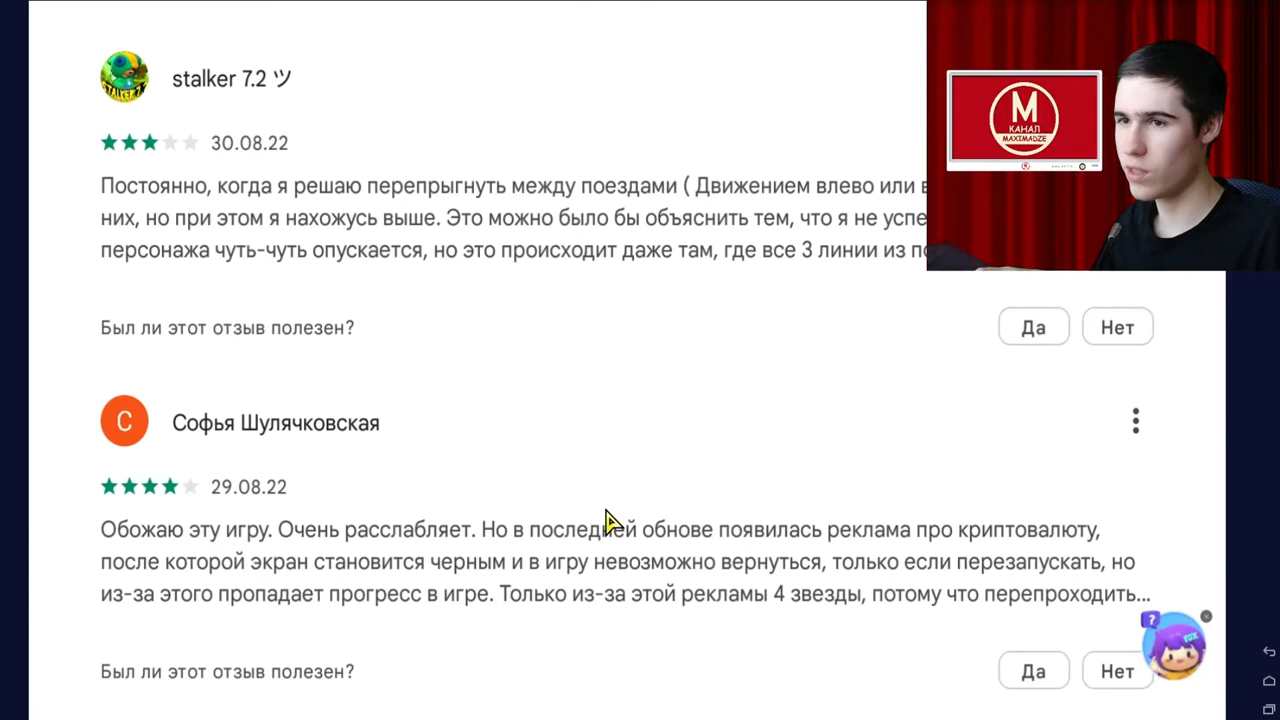 stalker 7.2 ツ
30.08.22
Постоянно, когда я решаю перепрыгнуть между поездами ( Движением влево или
них, но при этом я нахожусь выше. Это можно было бы объяснить тем, что я не
персонажа чуть-чуть опускается, но это происходит даже там, где все 3 линии из
Был ли этот отзыв полезен?
Да
Нет
М
КАНАЛ
MAXIMADZE
С
Софья Шулячковская
29.08.22
Обожаю эту игру. Очень расслабляет. Но в последней обнове появилась реклама про криптовалюту,
после которой экран становится черным и в игру невозможно вернуться, только если перезапускать, но
из-за этого пропадает прогресс в игре. Только из-за этой рекламы 4 звезды, потому что перепроходить...
Был ли этот отзыв полезен?
Да
Нет
?